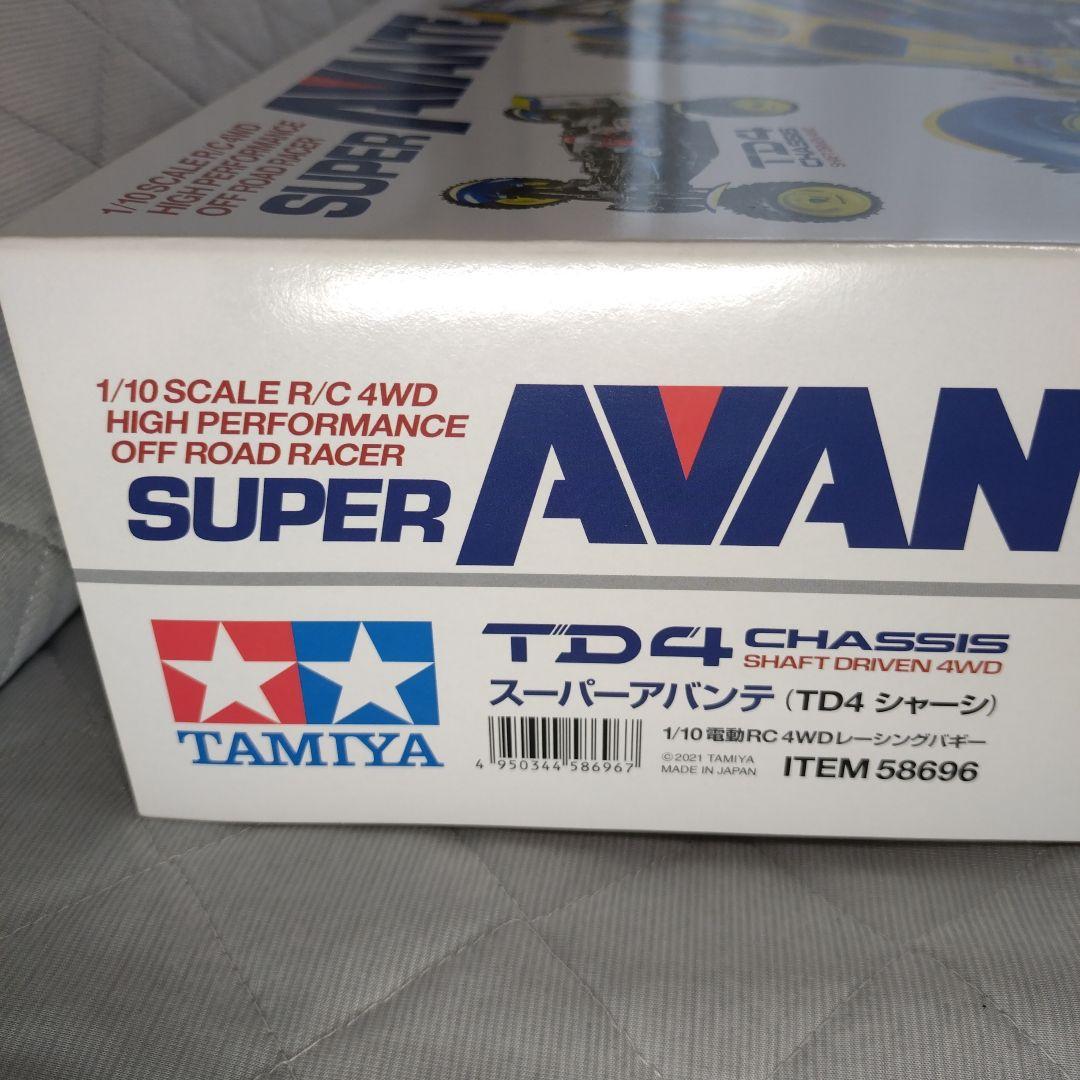 1/10 SCALE R/C 4WD
HIGH PERFORMANCE
OFF ROAD RACER
SUPER AVANTE
TD4
CHASSIS
1/10 SCALE R/C 4WD
HIGH PERFORMANCE
OFF ROAD RACER
SUPER AVAN
TAMIYA
TD4 CHASSIS
SHAFT DRIVEN 4WD
スーパーアバンテ (TD4 シャーシ)
1/10 電動RC 4WDレーシングバギー
4 950344 586967
©2021 TAMIYA
MADE IN JAPAN
ITEM 58696